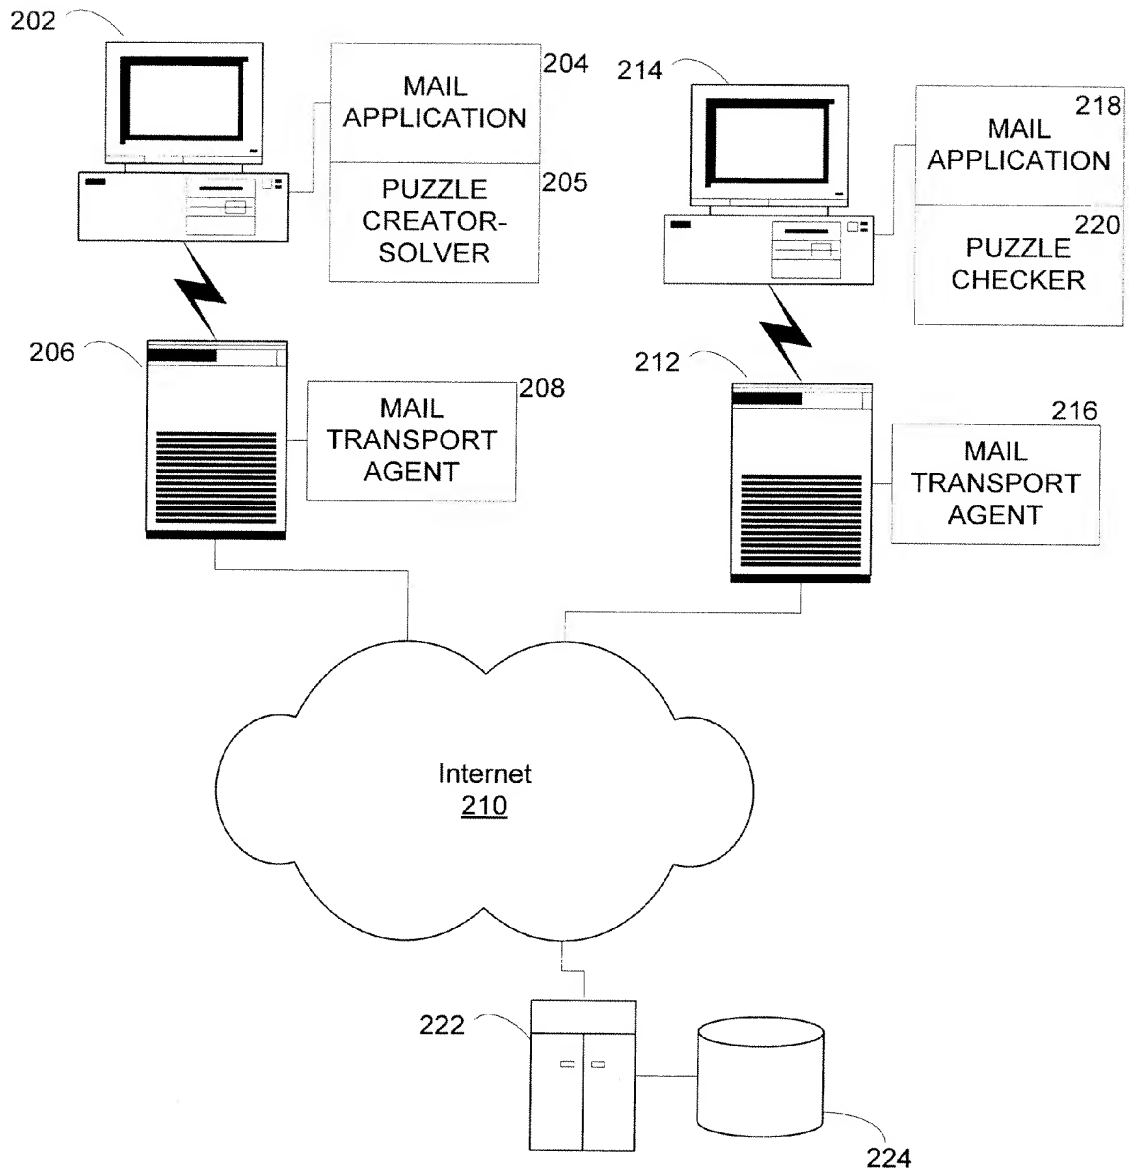 202
MAIL
APPLICATION
204
PUZZLE
CREATOR-
SOLVER
205
214
MAIL
APPLICATION
218
PUZZLE
CHECKER
220
206
MAIL
TRANSPORT
AGENT
208
212
MAIL
TRANSPORT
AGENT
216
Internet
210
222
224